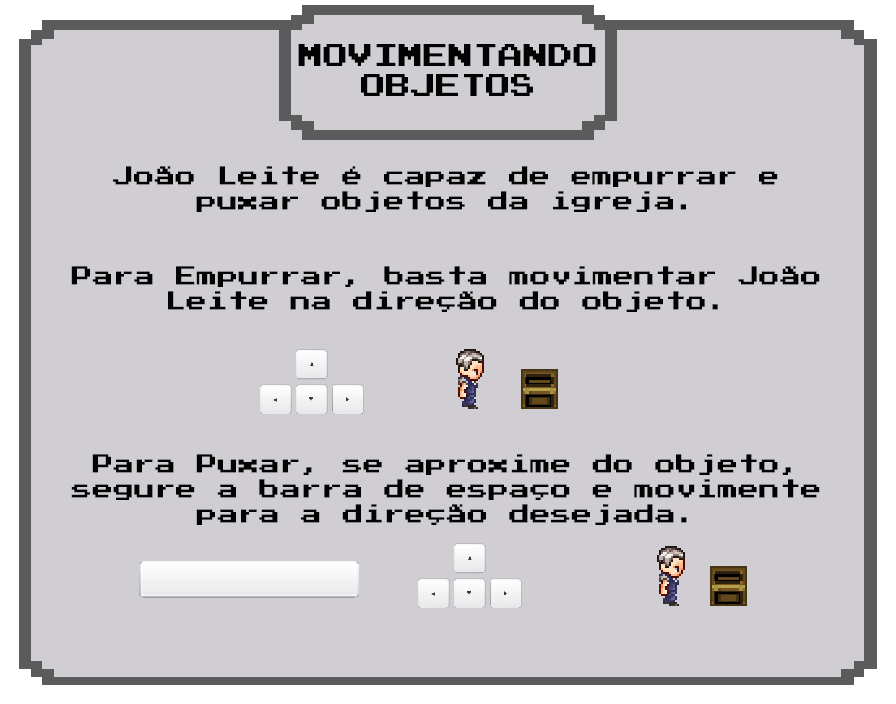 MOVIMENTANDO
OBJETOS
João Leite é capaz de empurrar e
puxar objetos da igreja.
Para Empurrar, basta movimentar João
Leite na direção do objeto.
Para Puxar, se aproxime do objeto,
segure a barra de espaço e movimente
para a direção desejada.